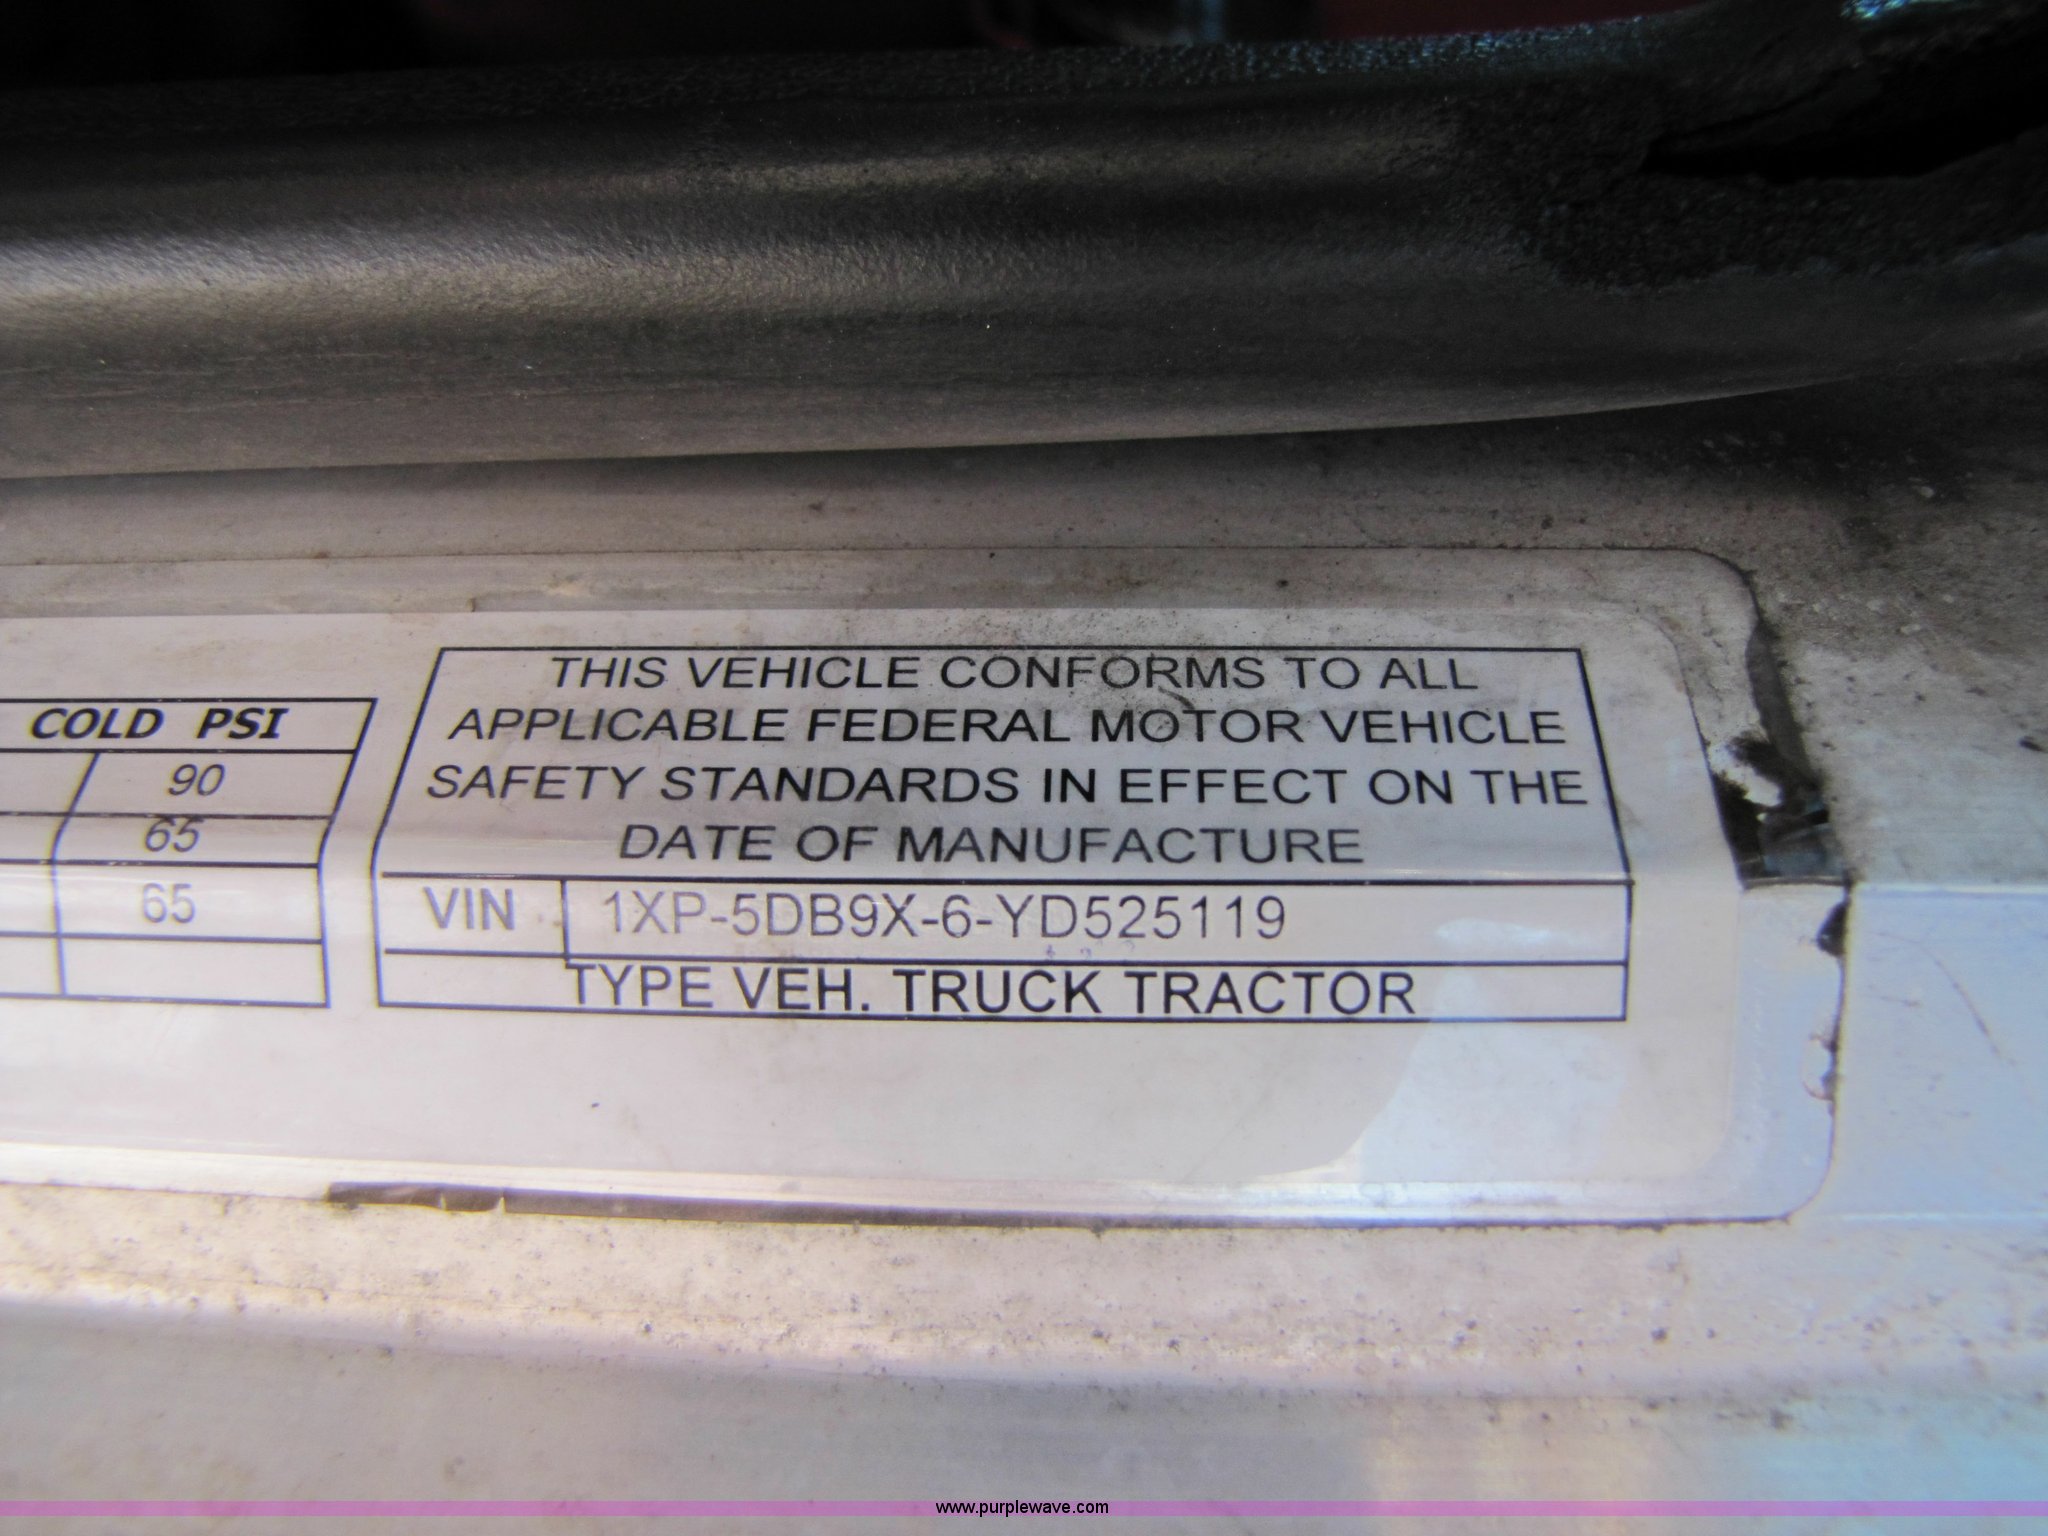 COLD PSI
90
65
65
THIS VEHICLE CONFORMS TO ALL
APPLICABLE FEDERAL MOTOR VEHICLE
SAFETY STANDARDS IN EFFECT ON THE
DATE OF MANUFACTURE
VIN 1XP-5DB9X-6-YD525119
TYPE VEH. TRUCK TRACTOR
www.purplewave.com